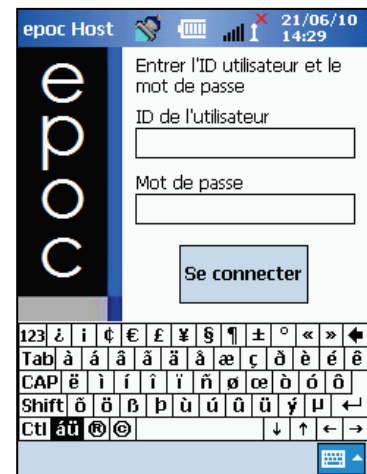 epoc Host
21/06/10
14:29
epoc
Entrer l'ID utilisateur et le
mot de passe
ID de l'utilisateur
Mot de passe
Se connecter
123 ¿ ¡ ¢ € £ ¥ § ¶ ± ° « »
Tab à á â ã ä å æ ç ð è é ê
CAP ë ì í î ï ñ ø œ ò ó ô
Shift õ ö ß þ ù ú û ü ý µ ↵
Ctl áü ® © ↓ ↑ ← →